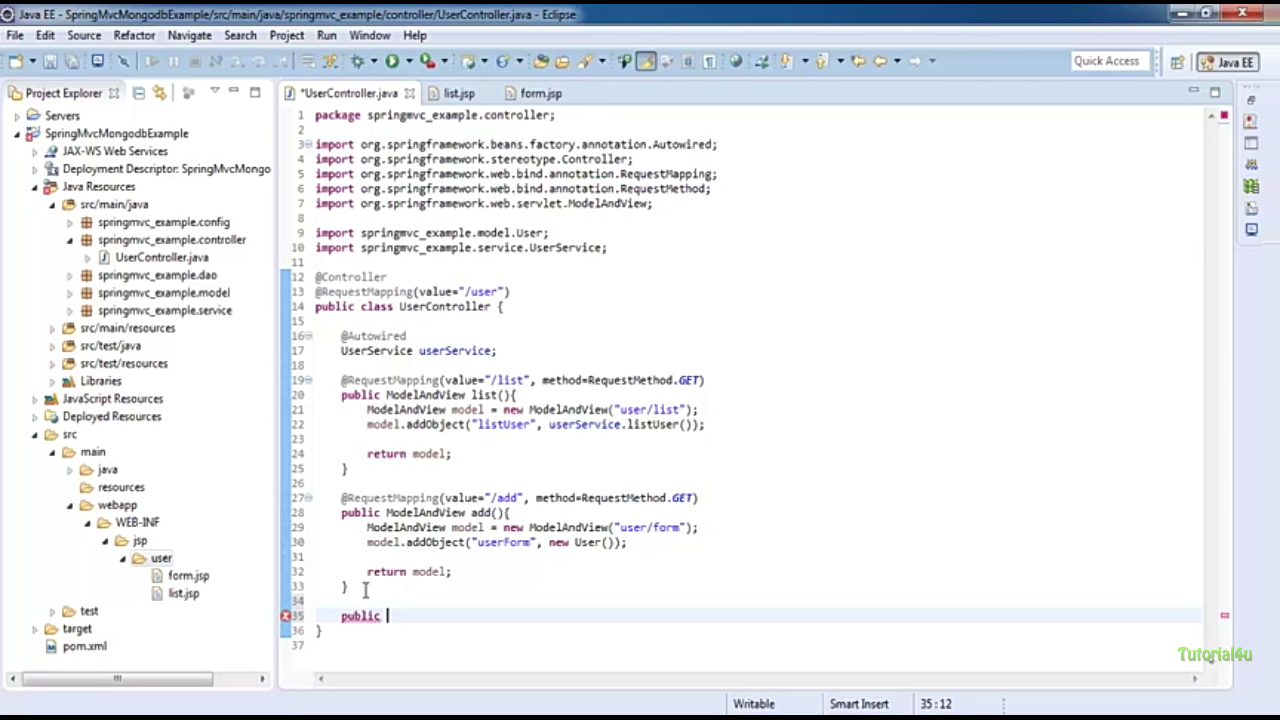 Java EE - SpringMvcMongodbExample/src/main/java/springmvc_example/controller/UserController.java - Eclipse
File Edit Source Refactor Navigate Search Project Run Window Help
Quick Access
Java EE
Project Explorer
Servers
SpringMvcMongodbExample
JAX-WS Web Services
Deployment Descriptor: SpringMvcMongo
Java Resources
src/main/java
springmvc_example.config
springmvc_example.controller
UserController.java
springmvc_example.dao
springmvc_example.model
springmvc_example.service
src/main/resources
src/test/java
src/test/resources
Libraries
JavaScript Resources
Deployed Resources
src
main
java
resources
webapp
WEB-INF
jsp
user
form.jsp
list.jsp
test
target
pom.xml
*UserController.java list.jsp form.jsp
1 package springmvc_example.controller;
2
3 import org.springframework.beans.factory.annotation.Autowired;
4 import org.springframework.stereotype.Controller;
5 import org.springframework.web.bind.annotation.RequestMapping;
6 import org.springframework.web.bind.annotation.RequestMethod;
7 import org.springframework.web.servlet.ModelAndView;
8
9 import springmvc_example.model.User;
10 import springmvc_example.service.UserService;
11
12 @Controller
13 @RequestMapping(value="/user")
14 public class UserController {
15
16 @Autowired
17 UserService userService;
18
19 @RequestMapping(value="/list", method=RequestMethod.GET)
20 public ModelAndView list(){
21 ModelAndView model = new ModelAndView("user/list");
22 model.addObject("listUser", userService.listUser());
23
24 return model;
25 }
26
27 @RequestMapping(value="/add", method=RequestMethod.GET)
28 public ModelAndView add(){
29 ModelAndView model = new ModelAndView("user/form");
30 model.addObject("userForm", new User());
31
32 return model;
33 }
34
35 public
36 }
37
Tutorial4u
Writable Smart Insert 35 : 12